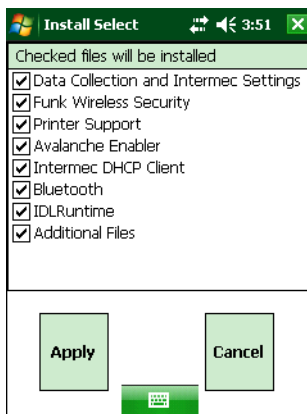 Install Select 3:51
Checked files will be installed
Data Collection and Intermec Settings
Funk Wireless Security
Printer Support
Avalanche Enabler
Intermec DHCP Client
Bluetooth
IDLRuntime
Additional Files
Apply Cancel